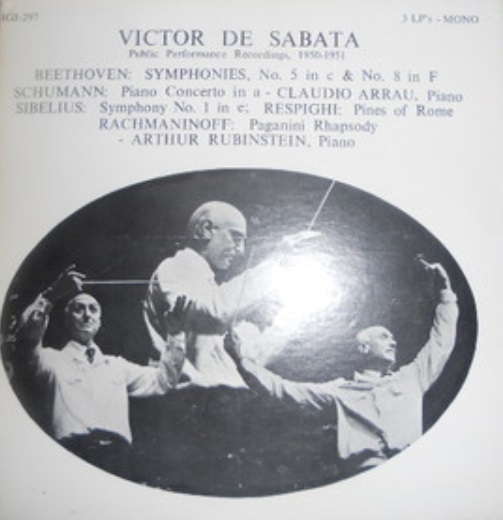 IGI-297
3 LP's - MONO
VICTOR DE SABATA
Public Performance Recordings, 1950-1951
BEETHOVEN: SYMPHONIES, No. 5 in c & No. 8 in F
SCHUMANN: Piano Concerto in a - CLAUDIO ARRAU, Piano
SIBELIUS: Symphony No. 1 in e; RESPIGHI: Pines of Rome
RACHMANINOFF: Paganini Rhapsody
- ARTHUR RUBINSTEIN, Piano